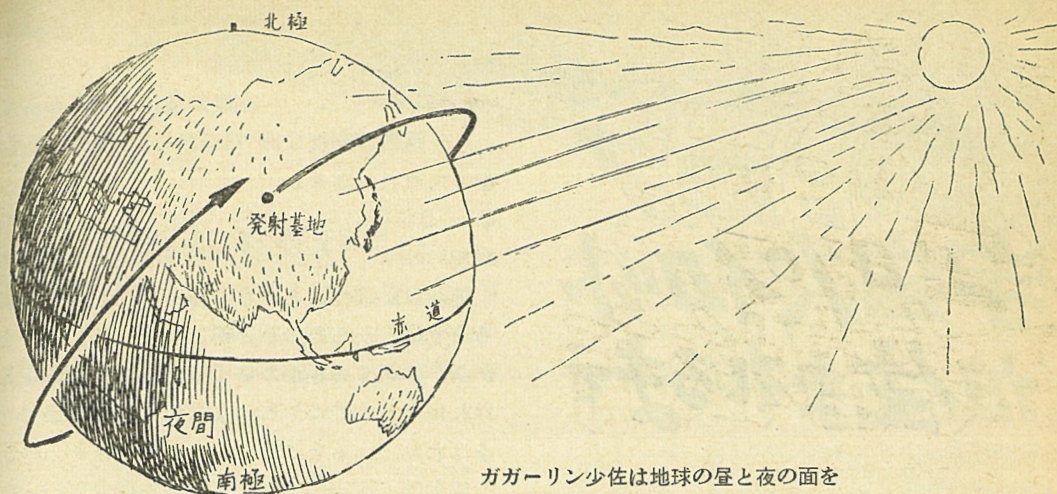 北極
発射基地
赤道
夜間
南極
ガガーリン少佐は地球の昼と夜の面を